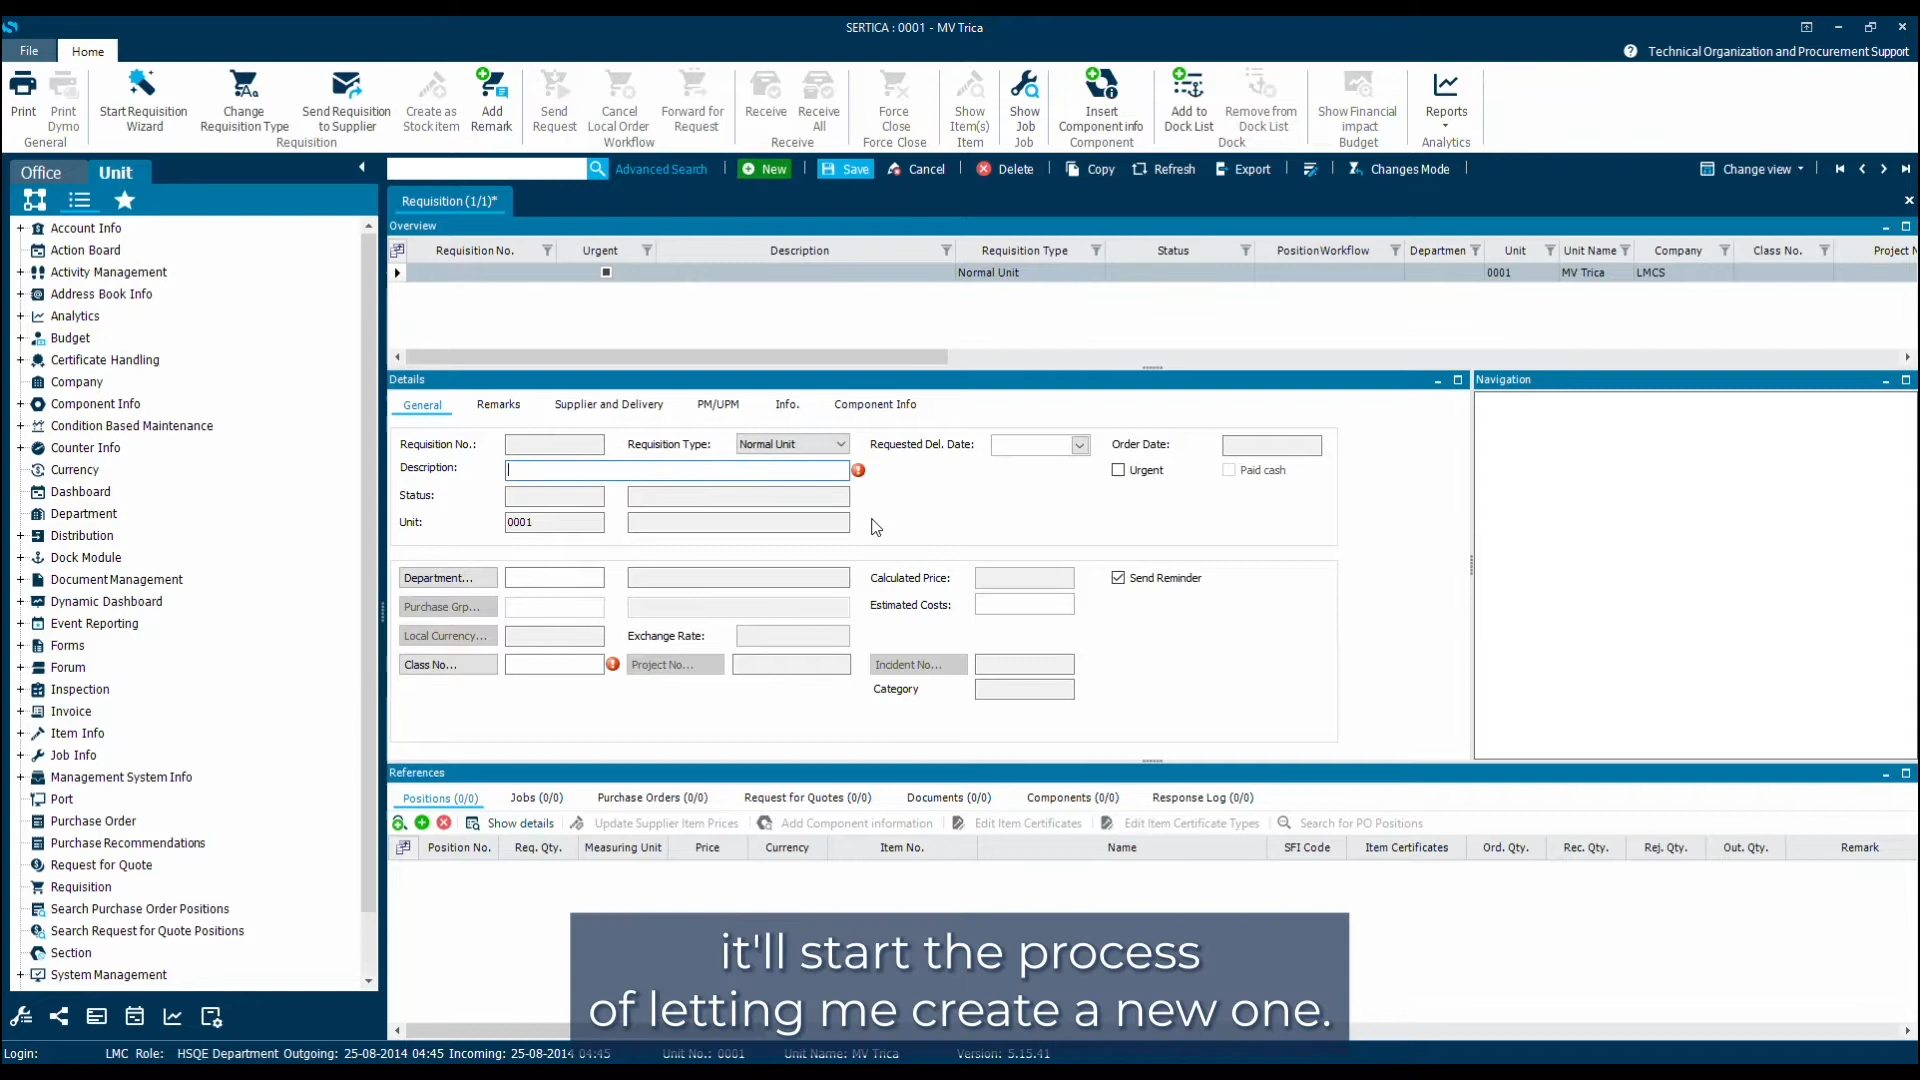 SERTICA : 0001 - MV Trica
File
Home
Technical Organization and Procurement Support
Print
Print Dymo
General
Start Requisition Wizard
Change Requisition Type
Send Requisition to Supplier
Create as Stock item
Add Remark
Requisition
Send Request
Cancel Local Order
Forward for Request
Workflow
Receive
Receive All
Receive
Force Close
Force Close
Show Item(s)
Item
Show Job
Job
Insert Component info
Component
Add to Dock List
Remove from Dock List
Dock
Show Financial impact
Budget
Reports
Analytics
Office
Unit
Advanced Search
New
Save
Cancel
Delete
Copy
Refresh
Export
Changes Mode
Change view
Account Info
Action Board
Activity Management
Address Book Info
Analytics
Budget
Certificate Handling
Company
Component Info
Condition Based Maintenance
Counter Info
Currency
Dashboard
Department
Distribution
Dock Module
Document Management
Dynamic Dashboard
Event Reporting
Forms
Forum
Inspection
Invoice
Item Info
Job Info
Management System Info
Port
Purchase Order
Purchase Recommendations
Request for Quote
Requisition
Search Purchase Order Positions
Search Request for Quote Positions
Section
System Management
Requisition (1/1)*
Overview
Requisition No. Urgent Description Requisition Type Status PositionWorkflow Departmen Unit Unit Name Company Class No. Project N
Normal Unit 0001 MV Trica LMCS
Details
Navigation
General Remarks Supplier and Delivery PM/UPM Info. Component Info
Requisition No.: Requisition Type: Normal Unit Requested Del. Date: Order Date:
Description: Urgent Paid cash
Status:
Unit: 0001
Department... Calculated Price: Send Reminder
Purchase Grp... Estimated Costs:
Local Currency... Exchange Rate:
Class No... Project No... Incident No...
Category
References
Positions (0/0) Jobs (0/0) Purchase Orders (0/0) Request for Quotes (0/0) Documents (0/0) Components (0/0) Response Log (0/0)
Show details Update Supplier Item Prices Add Component information Edit Item Certificates Edit Item Certificate Types Search for PO Positions
Position No. Req. Qty. Measuring Unit Price Currency Item No. Name SFI Code Item Certificates Ord. Qty. Rec. Qty. Rej. Qty. Out. Qty. Remark
it'll start the process
of letting me create a new one.
Login: LMC Role: HSQE Department Outgoing: 25-08-2014 04:45 Incoming: 25-08-2014 04:45 Unit No.: 0001 Unit Name: MV Trica Version: 5.15.41